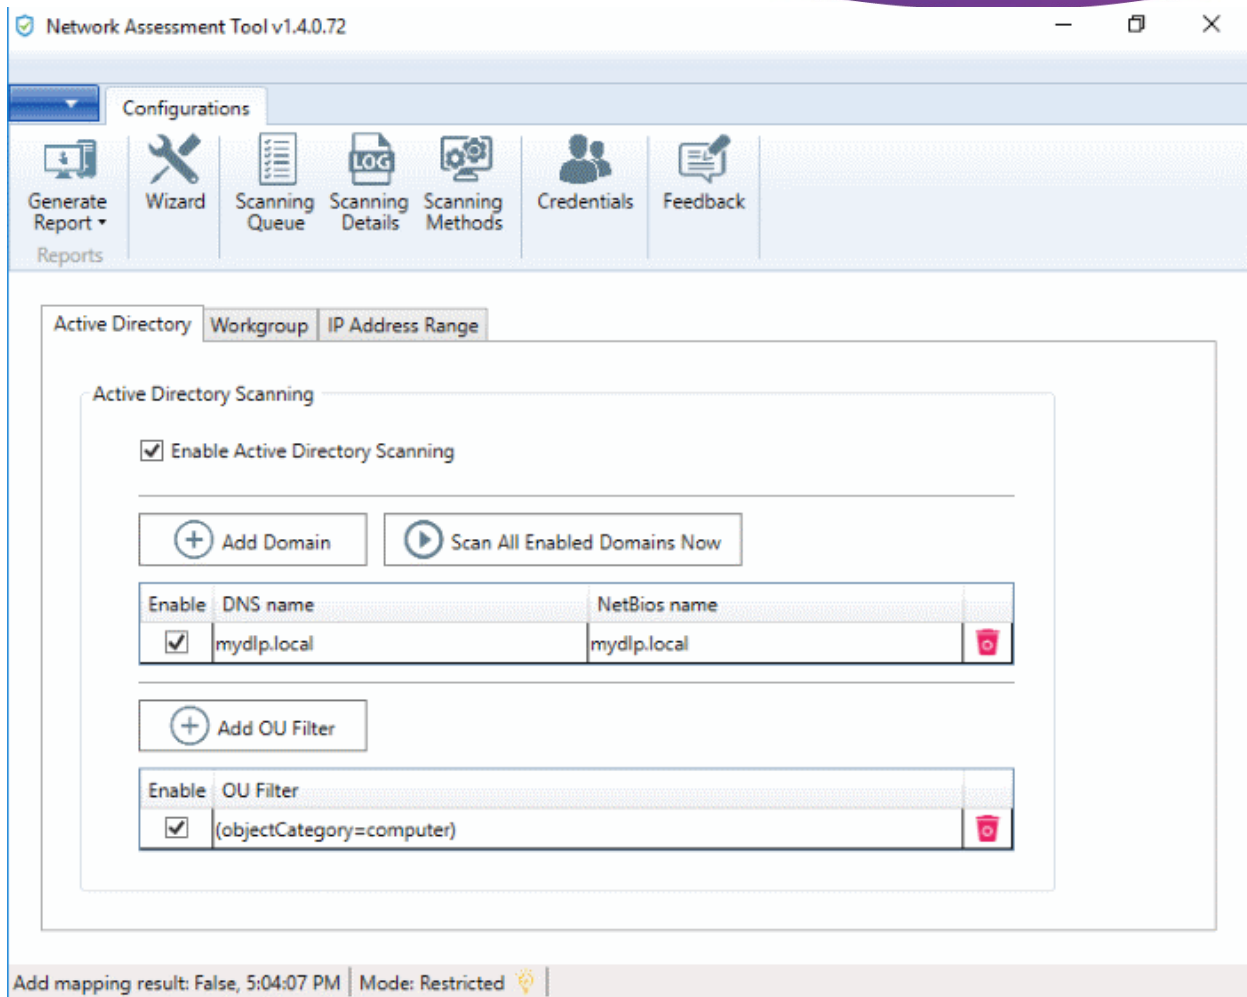 Network Assessment Tool v1.4.0.72
Configurations
Generate Report
Wizard
Scanning Queue
LOG
Scanning Details
Scanning Methods
Credentials
Feedback
Reports
Active Directory
Workgroup
IP Address Range
Active Directory Scanning
Enable Active Directory Scanning
Add Domain
Scan All Enabled Domains Now
Enable DNS name NetBios name
mydlp.local mydlp.local
Add OU Filter
Enable OU Filter
(objectCategory=computer)
Add mapping result: False, 5:04:07 PM Mode: Restricted